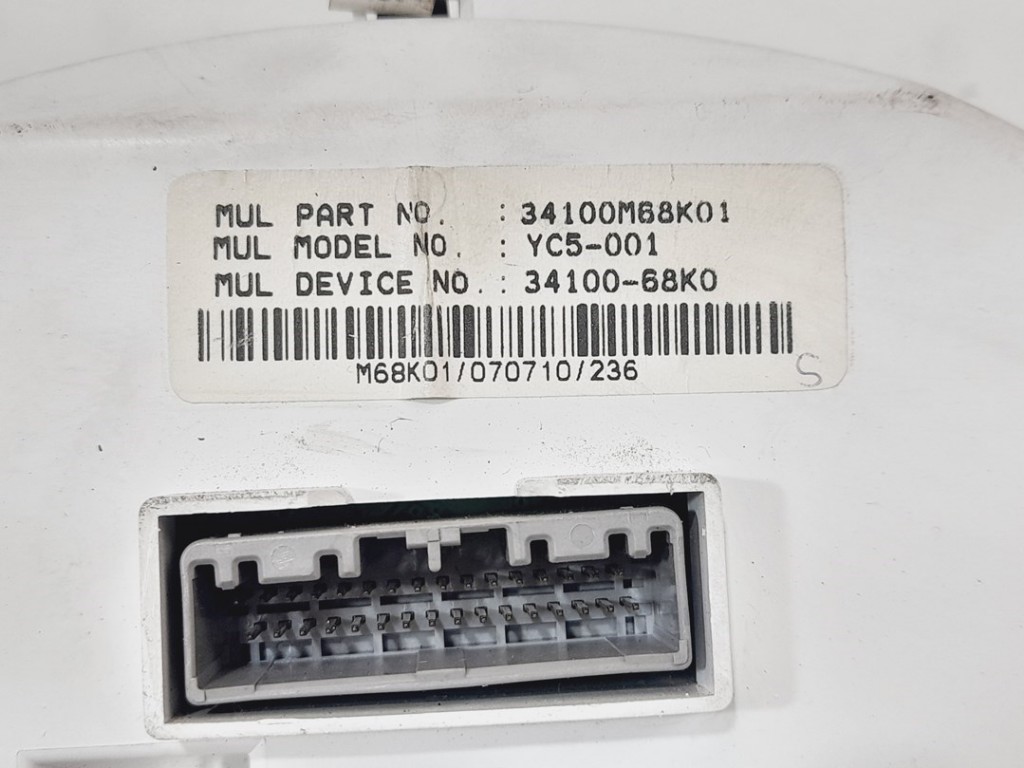 MUL PART NO. : 34100M68K01
MUL MODEL NO. : YC5-001
MUL DEVICE NO. : 34100-68K0
M68K01/070710/236
S